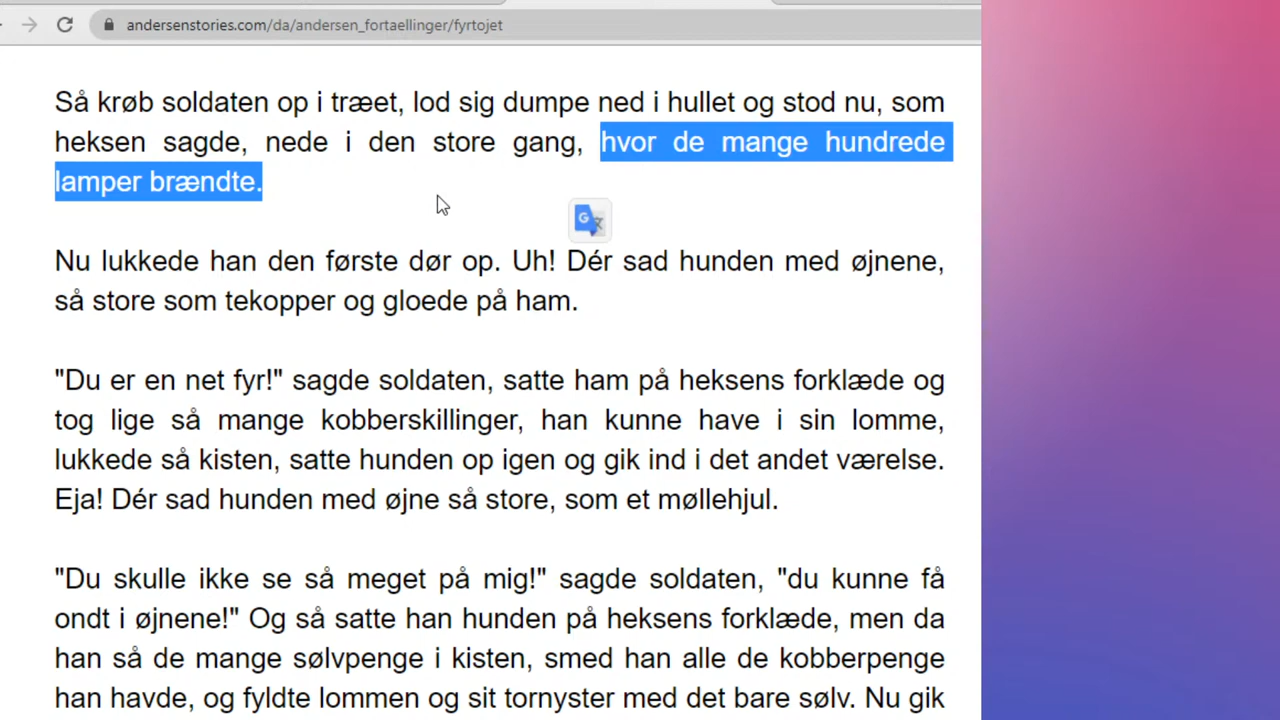 andersenstories.com/da/andersen_fortaellinger/fyrtojet
Så krøb soldaten op i træet, lod sig dumpe ned i hullet og stod nu, som
heksen sagde, nede i den store gang, hvor de mange hundrede
lamper brændte.
Nu lukkede han den første dør op. Uh! Dér sad hunden med øjnene,
så store som tekopper og gloede på ham.
"Du er en net fyr!" sagde soldaten, satte ham på heksens forklæde og
tog lige så mange kobberskillinger, han kunne have i sin lomme,
lukkede så kisten, satte hunden op igen og gik ind i det andet værelse.
Eja! Dér sad hunden med øjne så store, som et møllehjul.
"Du skulle ikke se så meget på mig!" sagde soldaten, "du kunne få
ondt i øjnene!" Og så satte han hunden på heksens forklæde, men da
han så de mange sølvpenge i kisten, smed han alle de kobberpenge
han havde, og fyldte lommen og sit tornyster med det bare sølv. Nu gik